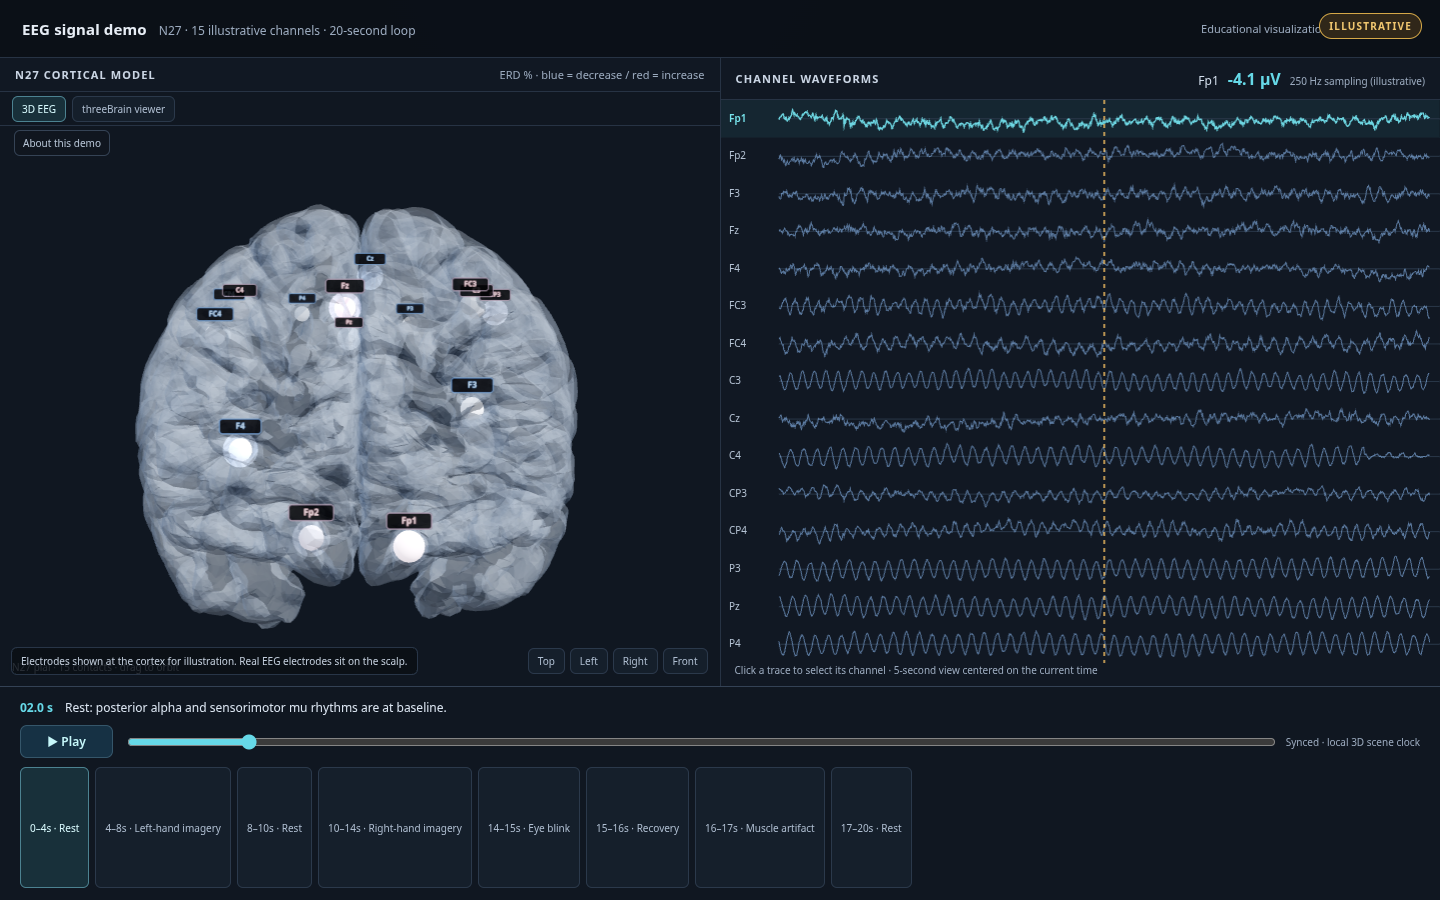 EEG signal demo N27 · 15 illustrative channels · 20-second loop
Educational ILLUSTRATIVE
N27 CORTICAL MODEL
ERD % · blue = decrease / red = increase
3D EEG threeBrain viewer
About this demo
Cz
C4
P4
Fz
P3
FC3
P3
FC4
Pz
F3
F4
Fp2
Fp1
Electrodes shown at the cortex for illustration. Real EEG electrodes sit on the scalp.
Top Left Right Front
CHANNEL WAVEFORMS
Fp1 -4.1 µV 250 Hz sampling (illustrative)
Fp1
Fp2
F3
Fz
F4
FC3
FC4
C3
Cz
C4
CP3
CP4
P3
Pz
P4
Click a trace to select its channel · 5-second view centered on the current time
02.0 s Rest: posterior alpha and sensorimotor mu rhythms are at baseline.
▶ Play
Synced · local 3D scene clock
0–4s · Rest
4–8s · Left-hand imagery
8–10s · Rest
10–14s · Right-hand imagery
14–15s · Eye blink
15–16s · Recovery
16–17s · Muscle artifact
17–20s · Rest